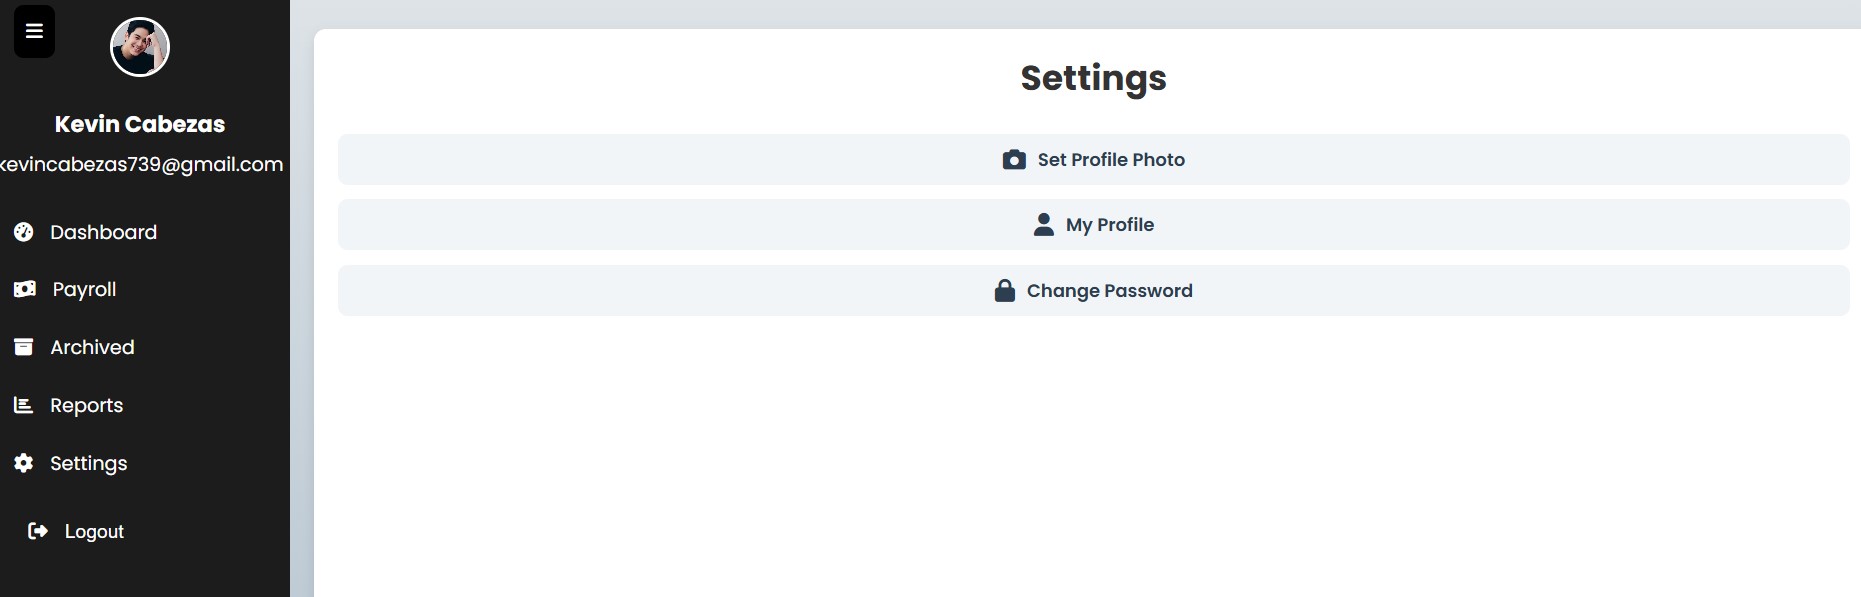 Kevin Cabezas
kevincabezas739@gmail.com
Dashboard
Payroll
Archived
Reports
Settings
Logout
Settings
Set Profile Photo
My Profile
Change Password